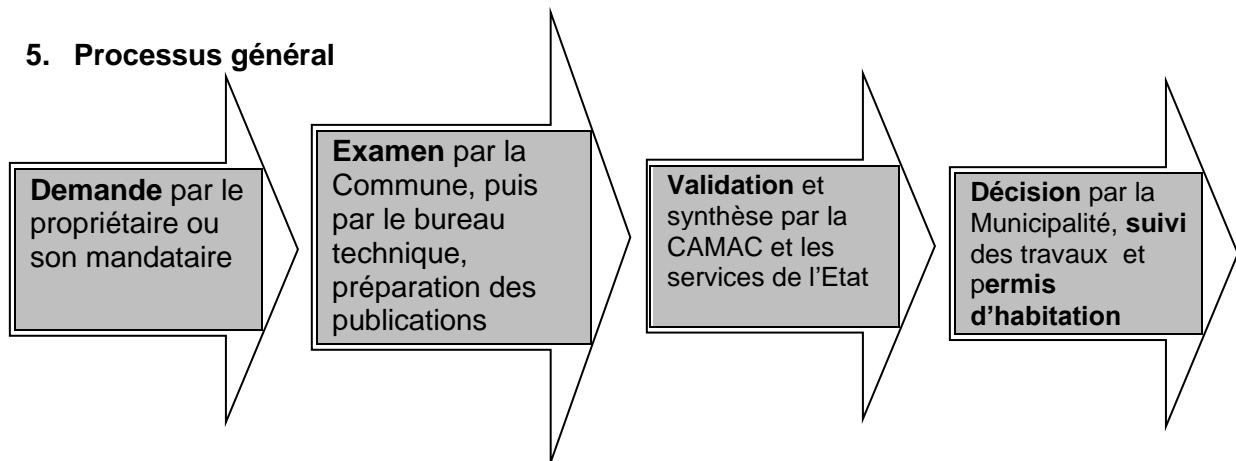 5. Processus général
Demande par le
propriétaire ou
son mandataire
Examen par la
Commune, puis
par le bureau
technique,
préparation des
publications
Validation et
synthèse par la
CAMAC et les
services de l’Etat
Décision par la
Municipalité, suivi
des travaux et
permis
d’habitation